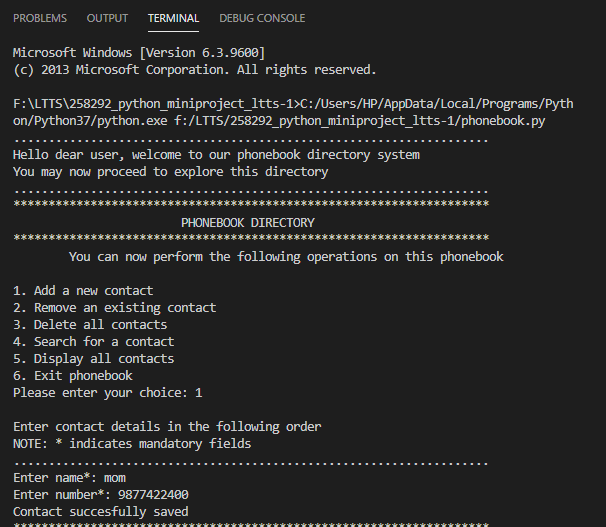 PROBLEMS OUTPUT TERMINAL DEBUG CONSOLE
Microsoft Windows [Version 6.3.9600]
(c) 2013 Microsoft Corporation. All rights reserved.
F:\LTTS\258292_python_miniproject_ltts-1>C:/Users/HP/AppData/Local/Programs/Pyth
on/Python37/python.exe f:/LTTS/258292_python_miniproject_ltts-1/phonebook.py
....................................................................
Hello dear user, welcome to our phonebook directory system
You may now proceed to explore this directory
....................................................................
********************************************************************
PHONEBOOK DIRECTORY
********************************************************************
You can now perform the following operations on this phonebook
1. Add a new contact
2. Remove an existing contact
3. Delete all contacts
4. Search for a contact
5. Display all contacts
6. Exit phonebook
Please enter your choice: 1
Enter contact details in the following order
NOTE: * indicates mandatory fields
....................................................................
Enter name*: mom
Enter number*: 9877422400
Contact succesfully saved
********************************************************************